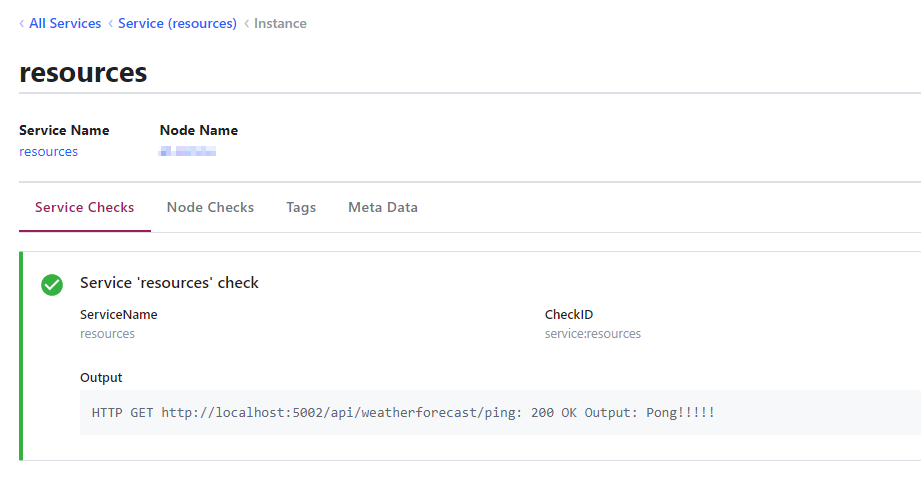 ‹ All Services ‹ Service (resources) ‹ Instance
resources
Service Name Node Name
resources
Service Checks Node Checks Tags Meta Data
Service 'resources' check
ServiceName CheckID
resources service:resources
Output
HTTP GET http://localhost:5002/api/weatherforecast/ping: 200 OK Output: Pong!!!!!